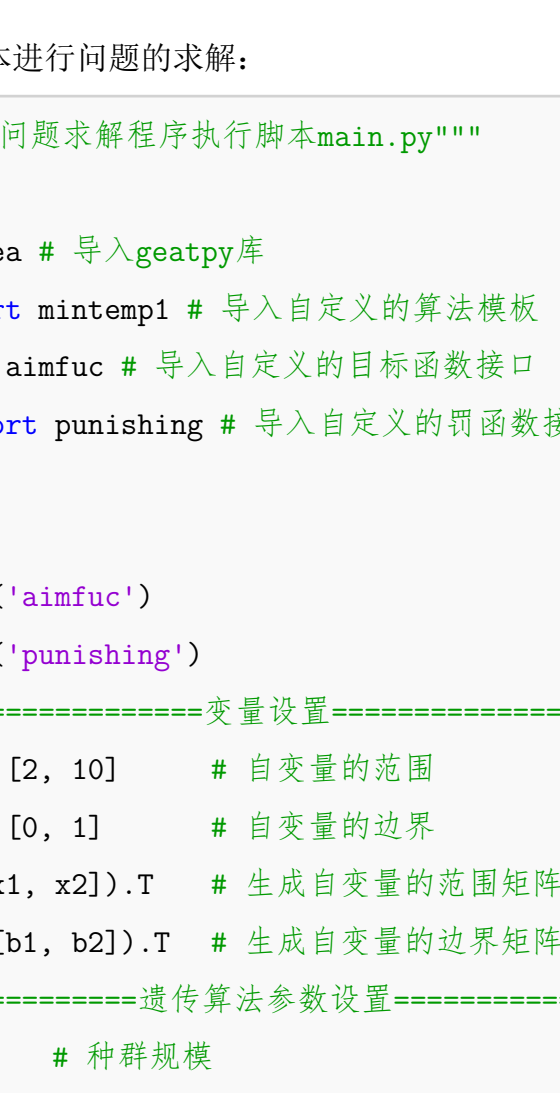 本进行问题的求解：
问题求解程序执行脚本main.py"""
ea # 导入geatpy库
rt mintemp1 # 导入自定义的算法模板
aimfuc # 导入自定义的目标函数接口
ort punishing # 导入自定义的罚函数接
('aimfuc')
('punishing')
=============变量设置===============
[2, 10] # 自变量的范围
[0, 1] # 自变量的边界
x1, x2]).T # 生成自变量的范围矩阵
[b1, b2]).T # 生成自变量的边界矩阵
=========遗传算法参数设置===========
# 种群规模